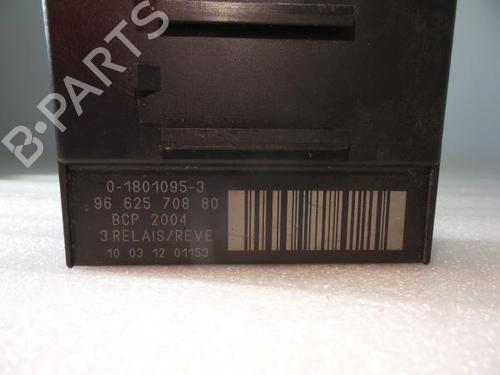 B-PARTS
0-1801095-3
96 625 708 80
BCP 2004
3 RELAIS/REVE
10 03 12 01153